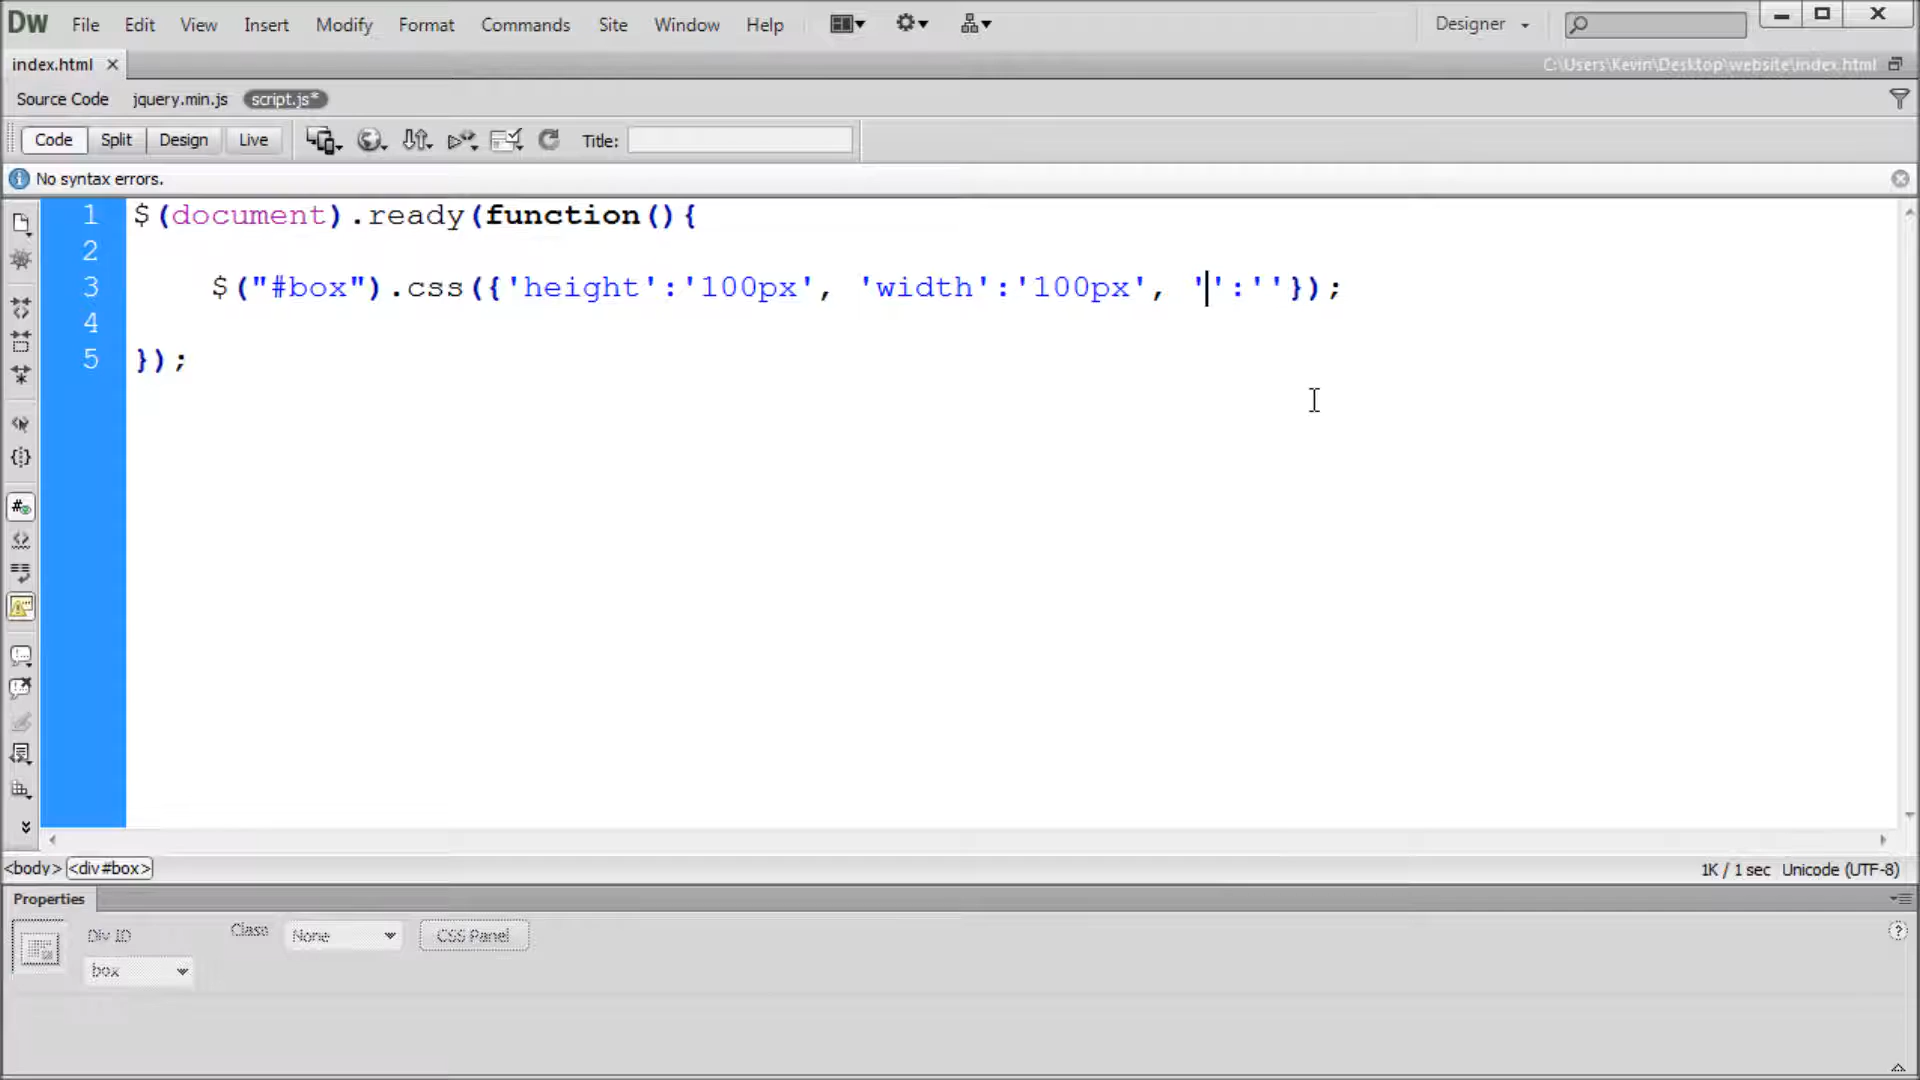 DW File Edit View Insert Modify Format Commands Site Window Help Designer
index.html C:\Users\Kevin\Desktop\website\index.html
Source Code jquery.min.js script.js*
Code Split Design Live Title:
No syntax errors.
1 $(document).ready(function(){
2
3 $("#box").css({'height':'100px', 'width':'100px', '':''});
4
5 });
<body> <div#box> 1K / 1 sec Unicode (UTF-8)
Properties
Div ID Class None CSS Panel
box